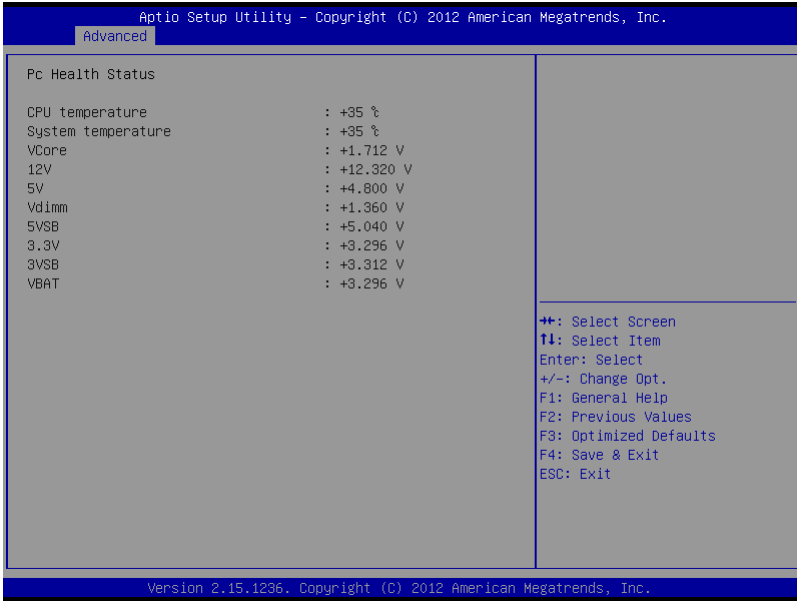 Aptio Setup Utility – Copyright (C) 2012 American Megatrends, Inc.
Advanced
Pc Health Status
CPU temperature : +35 ℃
System temperature : +35 ℃
VCore : +1.712 V
12V : +12.320 V
5V : +4.800 V
Vdimm : +1.360 V
5VSB : +5.040 V
3.3V : +3.296 V
3VSB : +3.312 V
VBAT : +3.296 V
→←: Select Screen
↑↓: Select Item
Enter: Select
+/-: Change Opt.
F1: General Help
F2: Previous Values
F3: Optimized Defaults
F4: Save & Exit
ESC: Exit
Version 2.15.1236. Copyright (C) 2012 American Megatrends, Inc.